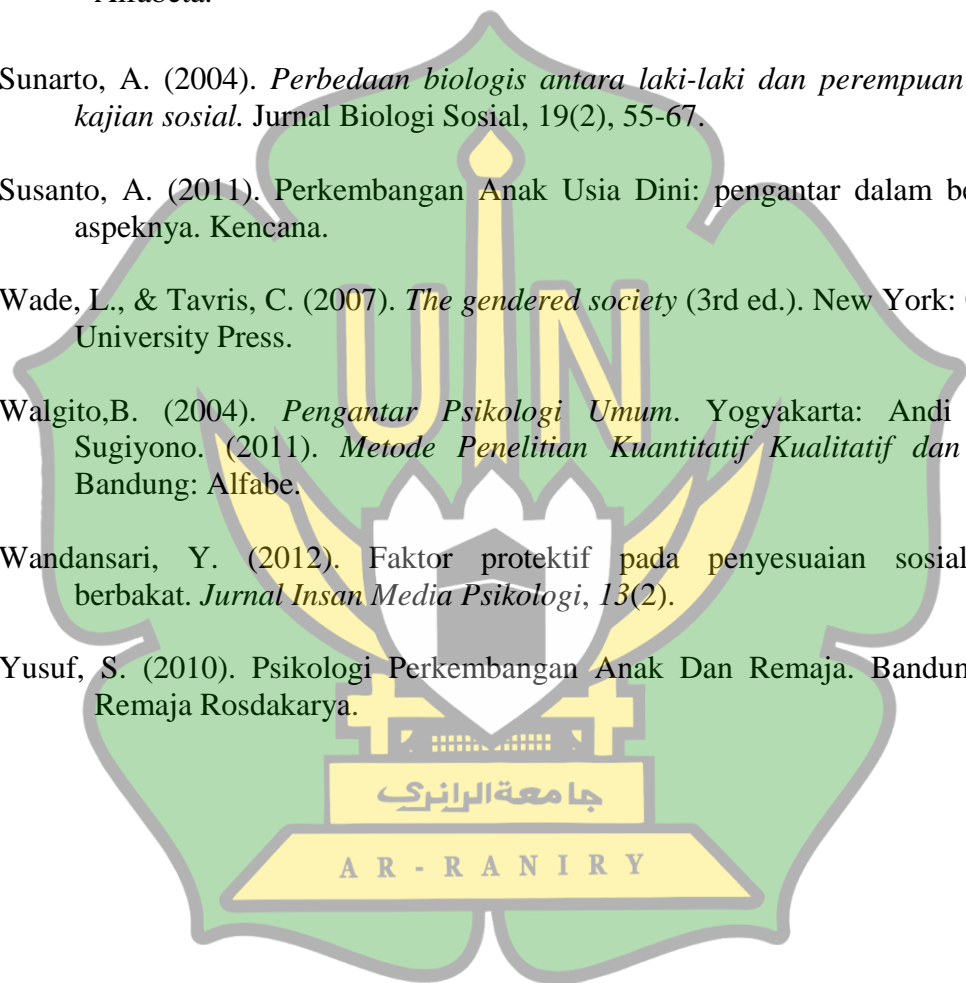 Alfabeta.
Sunarto, A. (2004). Perbedaan biologis antara laki-laki dan perempuan
kajian sosial. Jurnal Biologi Sosial, 19(2), 55-67.
Susanto, A. (2011). Perkembangan Anak Usia Dini: pengantar dalam be
aspeknya. Kencana.
Wade, L., & Tavris, C. (2007). The gendered society (3rd ed.). New York:
University Press.
Walgito,B. (2004). Pengantar Psikologi Umum. Yogyakarta: Andi
Sugiyono. (2011). Metode Penelitian Kuantitatif Kualitatif dan
Bandung: Alfabe.
Wandansari, Y. (2012). Faktor protektif pada penyesuaian sosial
berbakat. Jurnal Insan Media Psikologi, 13(2).
Yusuf, S. (2010). Psikologi Perkembangan Anak Dan Remaja. Bandun
Remaja Rosdakarya.
UIN
جامعة الرانري
AR-RANIRY